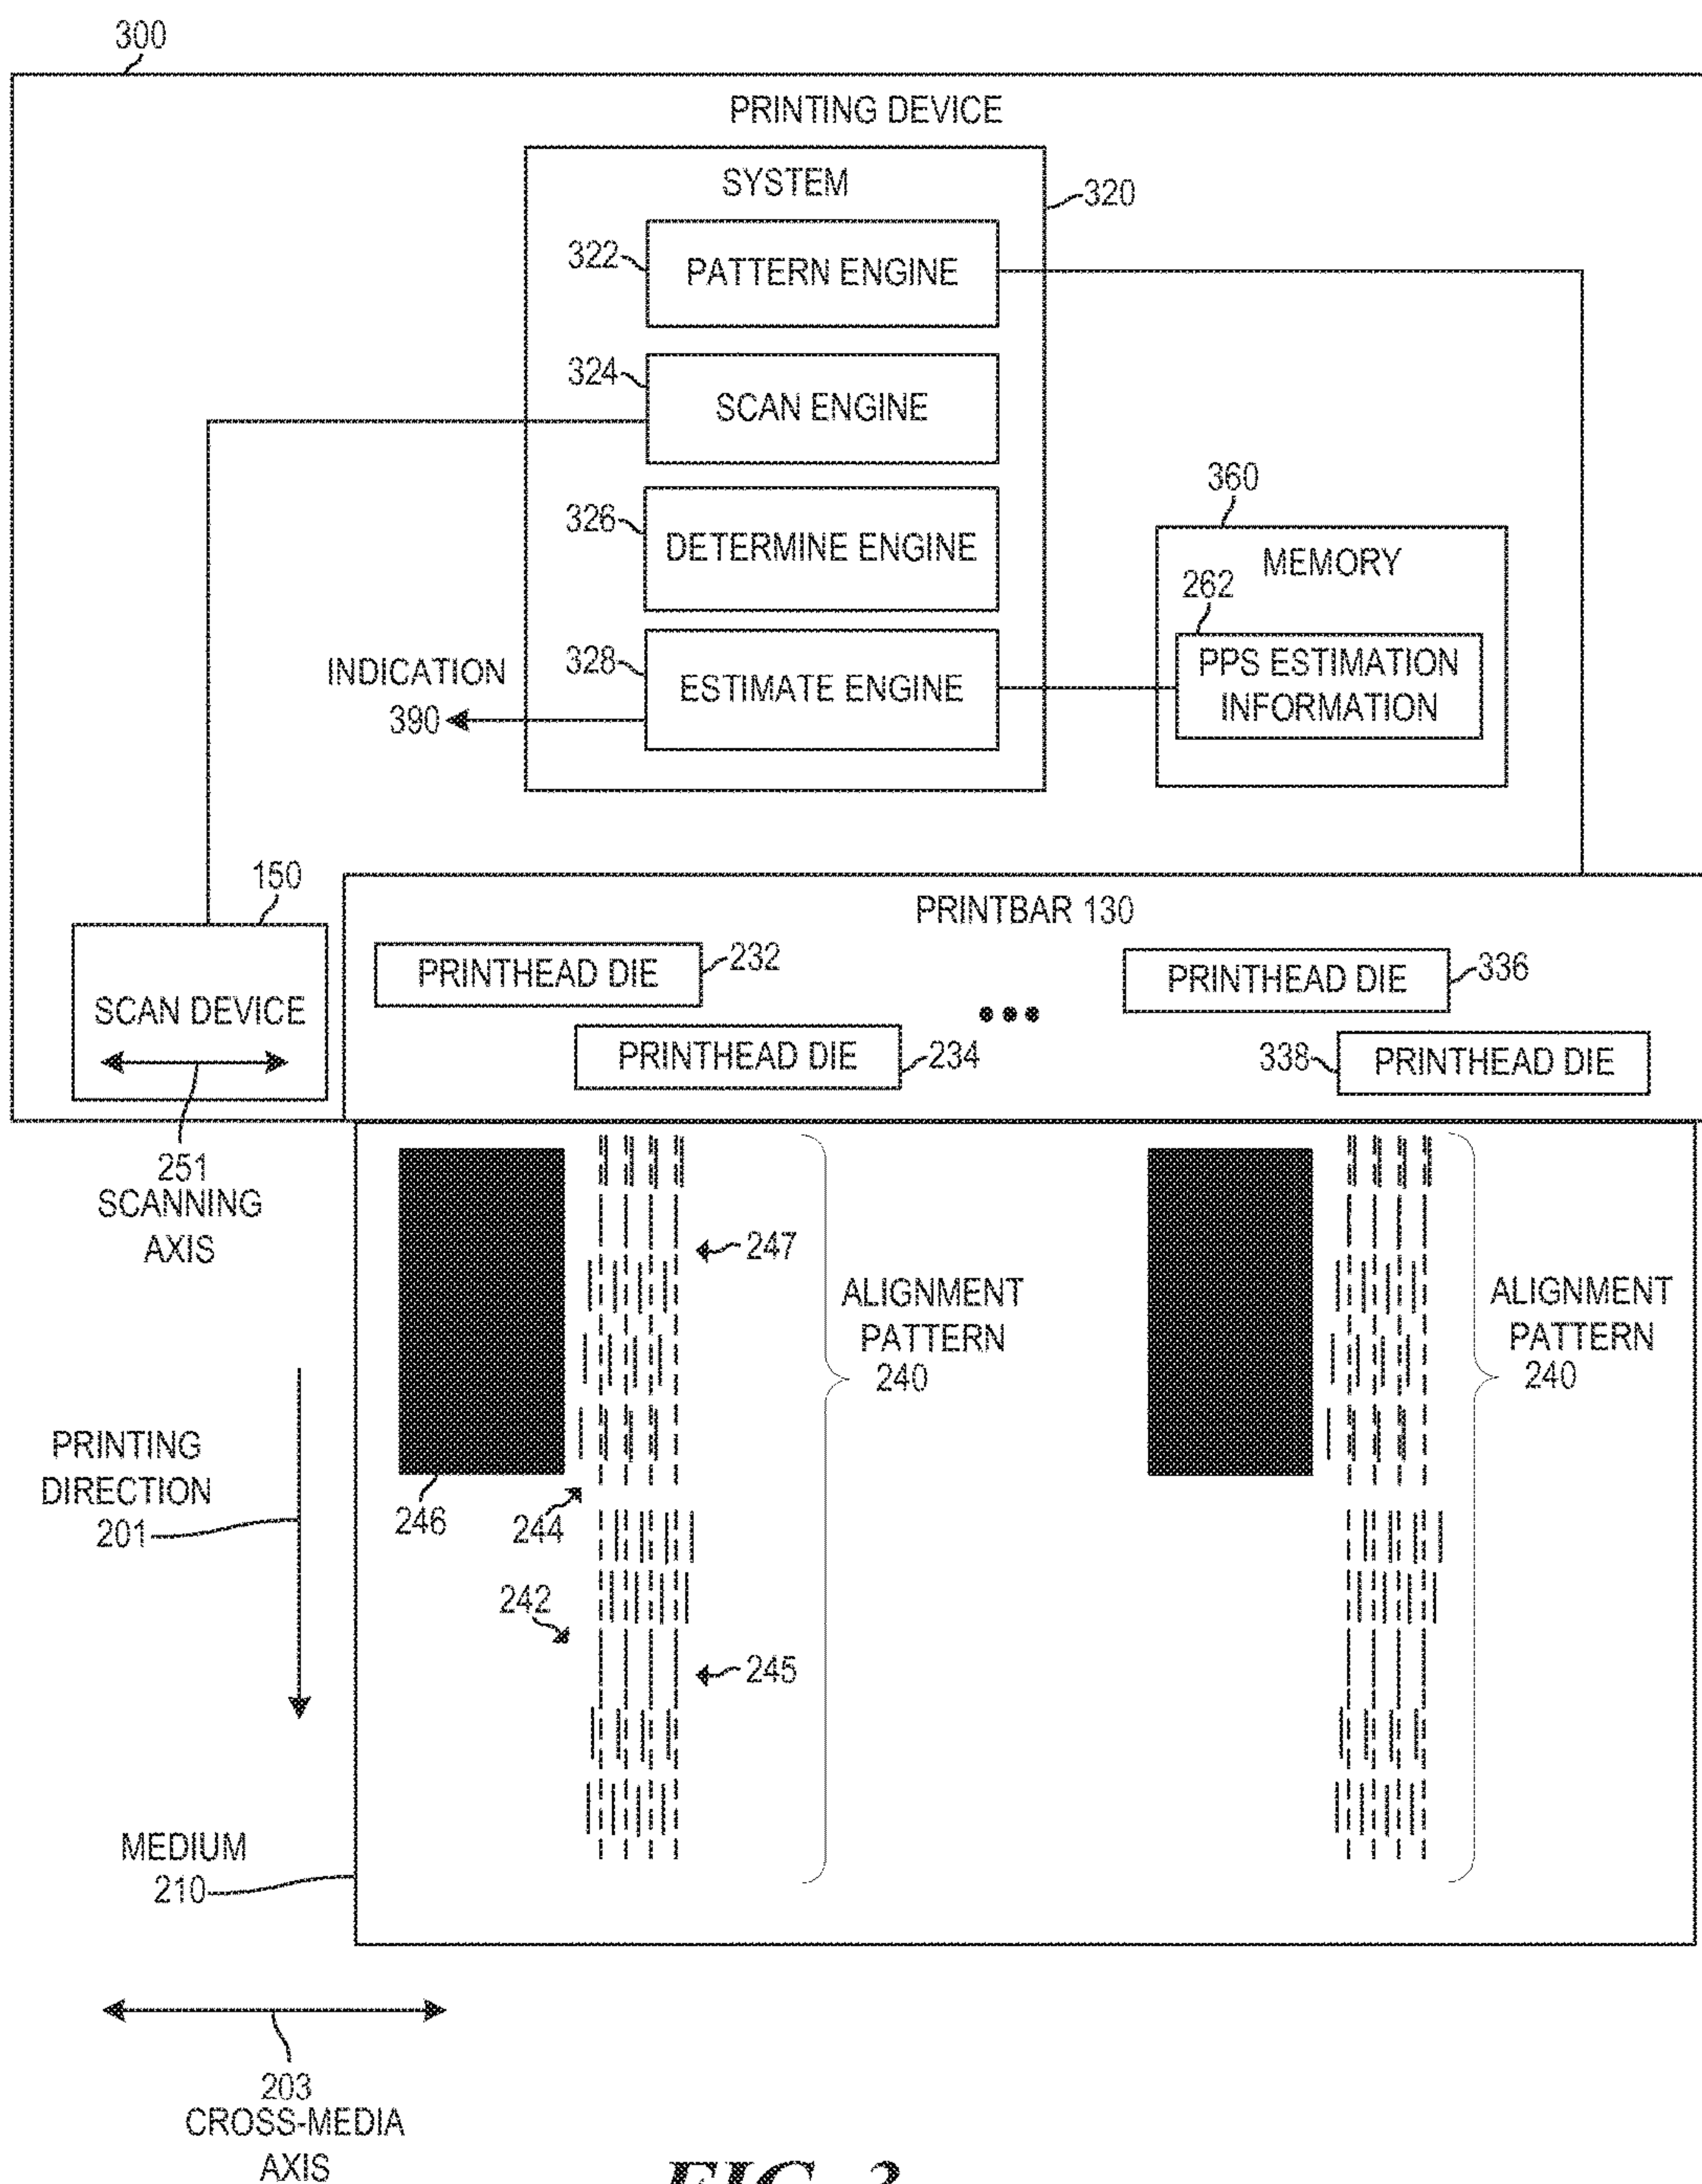 300
PRINTING DEVICE
SYSTEM
320
322
PATTERN ENGINE
324
SCAN ENGINE
326
DETERMINE ENGINE
360
MEMORY
262
PPS ESTIMATION
INFORMATION
INDICATION
390
328
ESTIMATE ENGINE
150
SCAN DEVICE
PRINTBAR 130
PRINTHEAD DIE
232
PRINTHEAD DIE
336
PRINTHEAD DIE
234
338
PRINTHEAD DIE
251
SCANNING
AXIS
247
ALIGNMENT
PATTERN
240
ALIGNMENT
PATTERN
240
PRINTING
DIRECTION
201
246
244
242
245
MEDIUM
210
203
CROSS-MEDIA
AXIS
FIG. 3